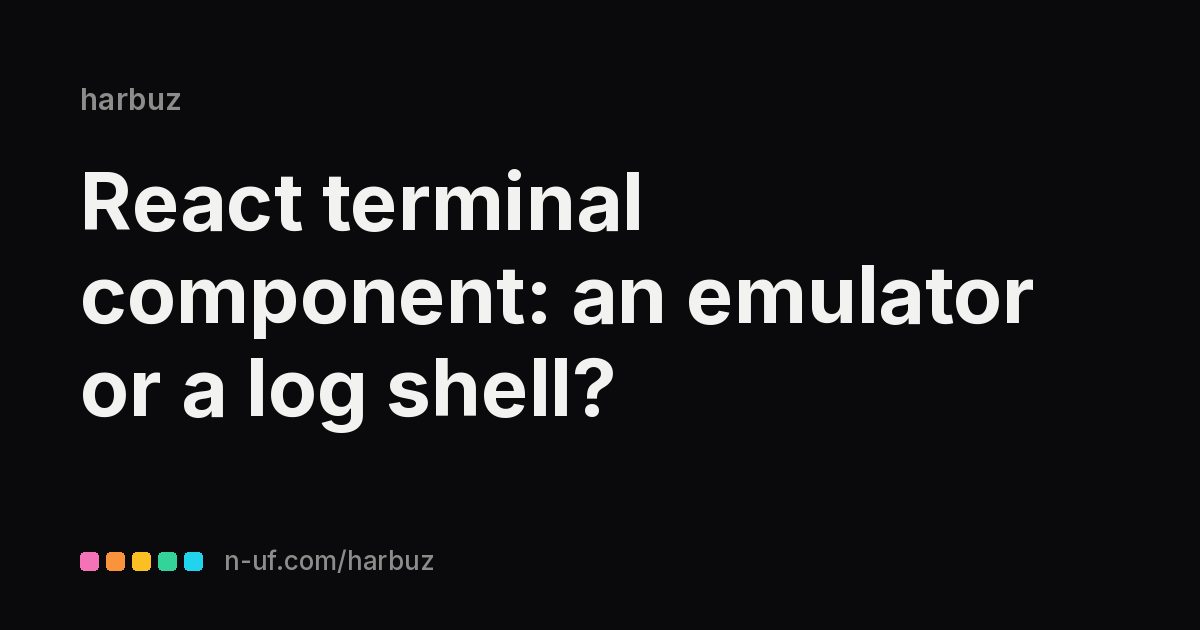 harbuz
React terminal
component: an emulator
or a log shell?
n-uf.com/harbuz